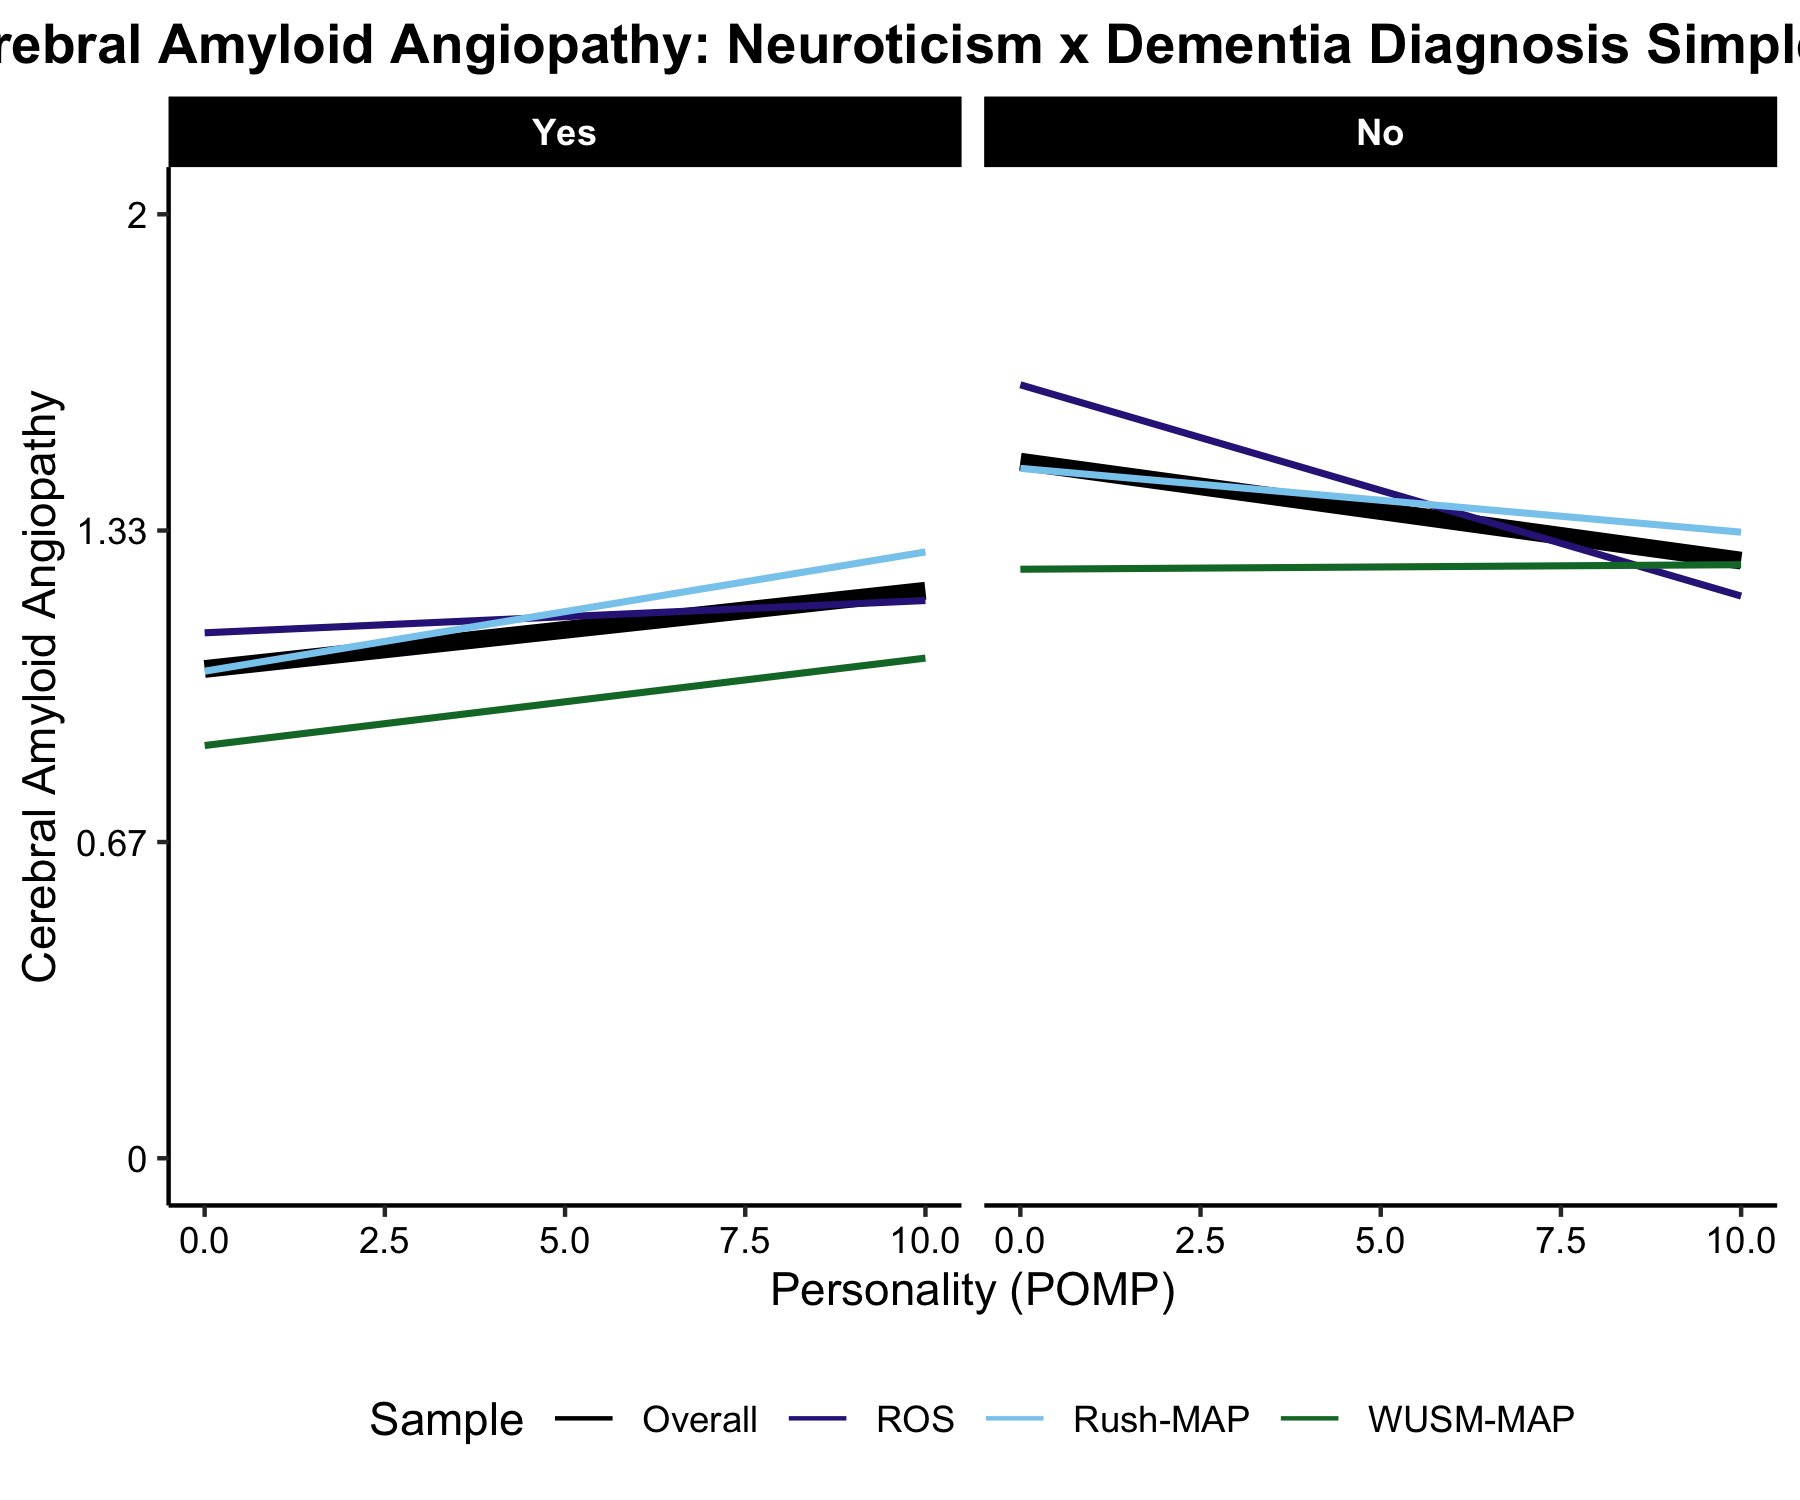 rebral Amyloid Angiopathy: Neuroticism x Dementia Diagnosis Simpl
Yes No
Cerebral Amyloid Angiopathy
2
1.33
0.67
0
0.0 2.5 5.0 7.5 10.0 0.0 2.5 5.0 7.5 10.0
Personality (POMP)
Sample Overall ROS Rush-MAP WUSM-MAP